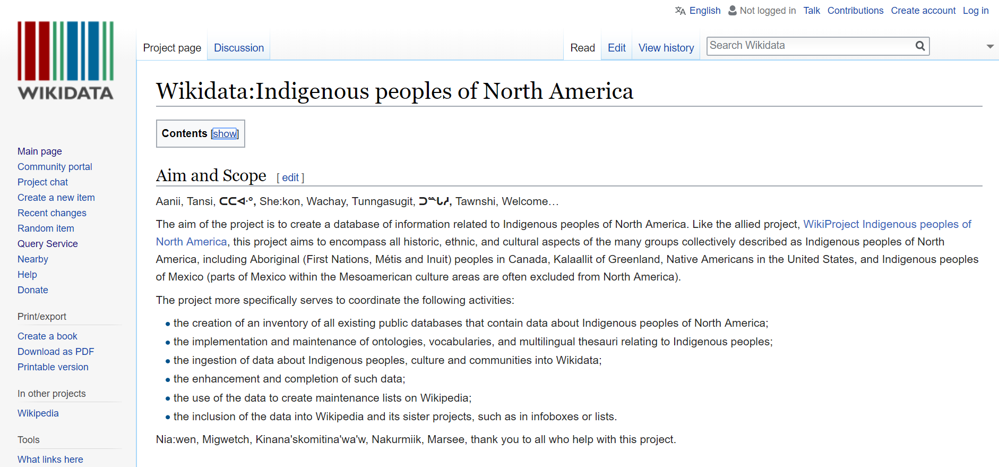 English Not logged in Talk Contributions Create account Log in
WIKIDATA
Project page Discussion Read Edit View history Search Wikidata
Wikidata:Indigenous peoples of North America
Contents [show]
Main page
Community portal
Project chat
Create a new item
Recent changes
Random item
Query Service
Nearby
Help
Donate
Print/export
Create a book
Download as PDF
Printable version
In other projects
Wikipedia
Tools
What links here
Aim and Scope [ edit ]
Aanii, Tansi, ᑕᑕᐊᐧᐤ, She:kon, Wachay, Tunngasugit, ᑐᙵᓱ, Tawnshi, Welcome…
The aim of the project is to create a database of information related to Indigenous peoples of North America. Like the allied project, WikiProject Indigenous peoples of
North America, this project aims to encompass all historic, ethnic, and cultural aspects of the many groups collectively described as Indigenous peoples of North
America, including Aboriginal (First Nations, Métis and Inuit) peoples in Canada, Kalaallit of Greenland, Native Americans in the United States, and Indigenous peoples
of Mexico (parts of Mexico within the Mesoamerican culture areas are often excluded from North America).
The project more specifically serves to coordinate the following activities:
the creation of an inventory of all existing public databases that contain data about Indigenous peoples of North America;
the implementation and maintenance of ontologies, vocabularies, and multilingual thesauri relating to Indigenous peoples;
the ingestion of data about Indigenous peoples, culture and communities into Wikidata;
the enhancement and completion of such data;
the use of the data to create maintenance lists on Wikipedia;
the inclusion of the data into Wikipedia and its sister projects, such as in infoboxes or lists.
Nia:wen, Migwetch, Kinana'skomitina'wa'w, Nakurmiik, Marsee, thank you to all who help with this project.